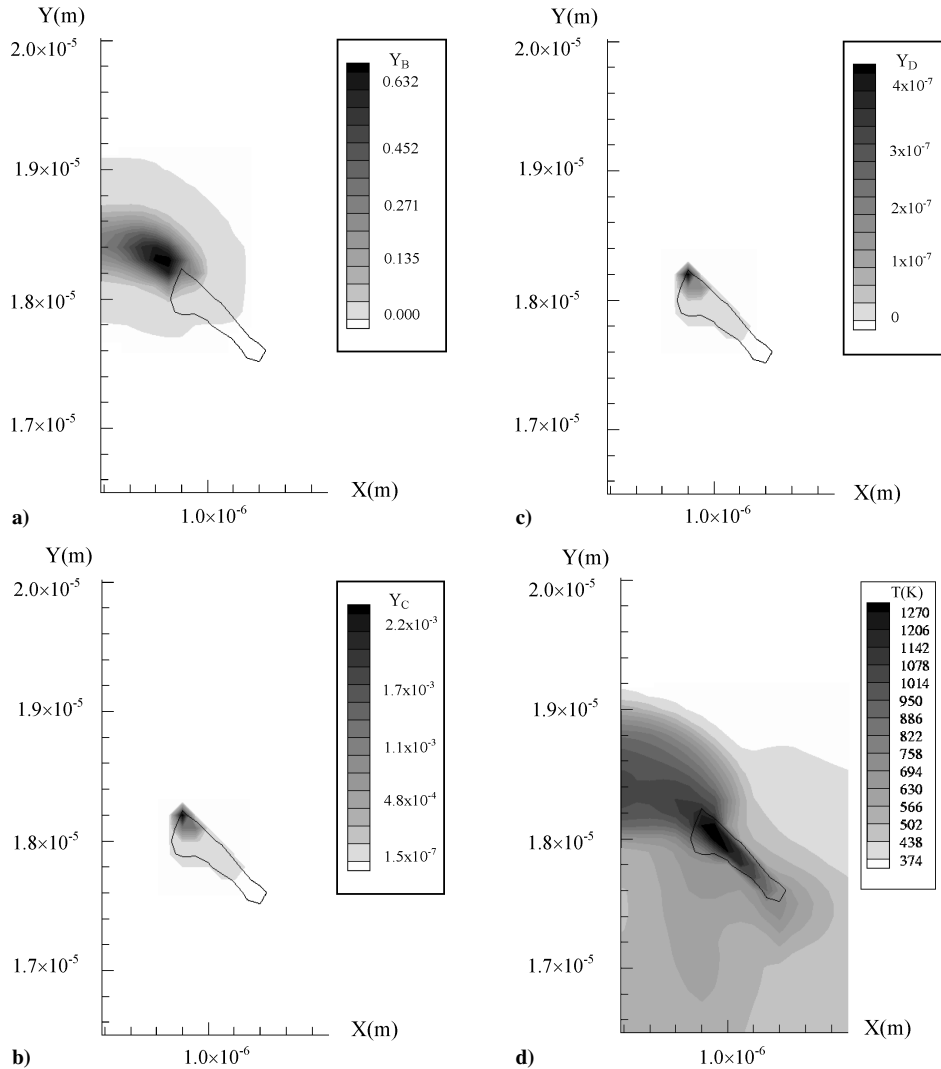 Y(m)
2.0×10⁻⁵
1.9×10⁻⁵
1.8×10⁻⁵
1.7×10⁻⁵
X(m)
1.0×10⁻⁶
a)
Y_B
0.632
0.452
0.271
0.135
0.000
Y(m)
2.0×10⁻⁵
1.9×10⁻⁵
1.8×10⁻⁵
1.7×10⁻⁵
X(m)
1.0×10⁻⁶
c)
Y_D
4x10⁻⁷
3x10⁻⁷
2x10⁻⁷
1x10⁻⁷
0
Y(m)
2.0×10⁻⁵
1.9×10⁻⁵
1.8×10⁻⁵
1.7×10⁻⁵
X(m)
1.0×10⁻⁶
b)
Y_C
2.2x10⁻³
1.7x10⁻³
1.1x10⁻³
4.8x10⁻⁴
1.5x10⁻⁷
Y(m)
2.0×10⁻⁵
1.9×10⁻⁵
1.8×10⁻⁵
1.7×10⁻⁵
X(m)
1.0×10⁻⁶
d)
T(K)
1270
1206
1142
1078
1014
950
886
822
758
694
630
566
502
438
374